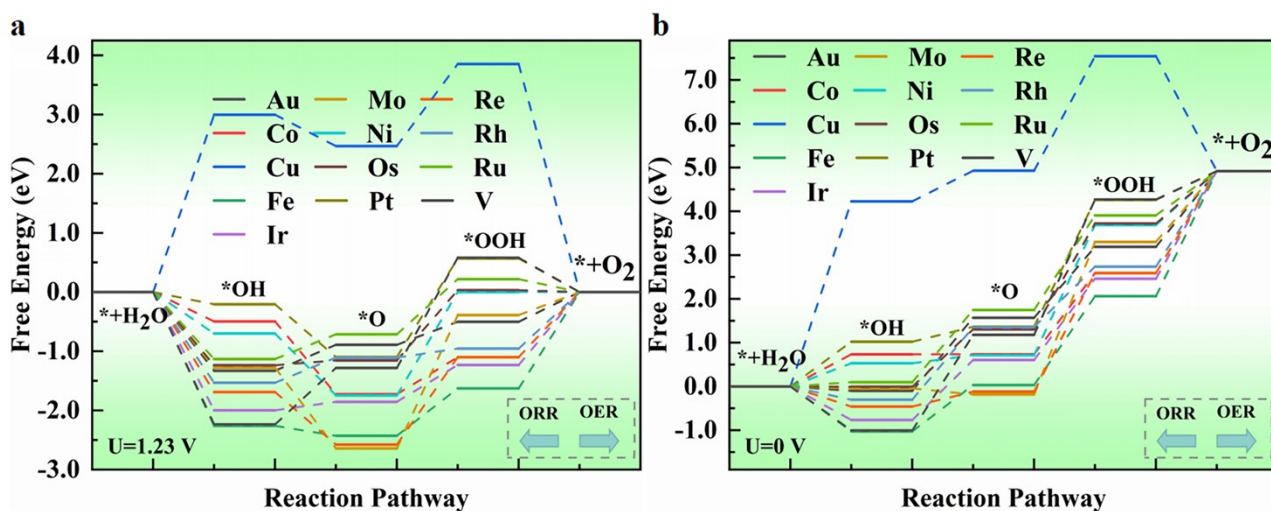 a
Free Energy (eV)
4.0
3.0
2.0
1.0
0.0
-1.0
-2.0
-3.0
Au Mo Re
Co Ni Rh
Cu Os Ru
Fe Pt V
Ir
*+H2O
*OH
*O
*OOH
*+O2
U=1.23 V
ORR OER
Reaction Pathway
b
Free Energy (eV)
7.0
6.0
5.0
4.0
3.0
2.0
1.0
0.0
-1.0
Au Mo Re
Co Ni Rh
Cu Os Ru
Fe Pt V
Ir
*+H2O
*OH
*O
*OOH
*+O2
U=0 V
ORR OER
Reaction Pathway